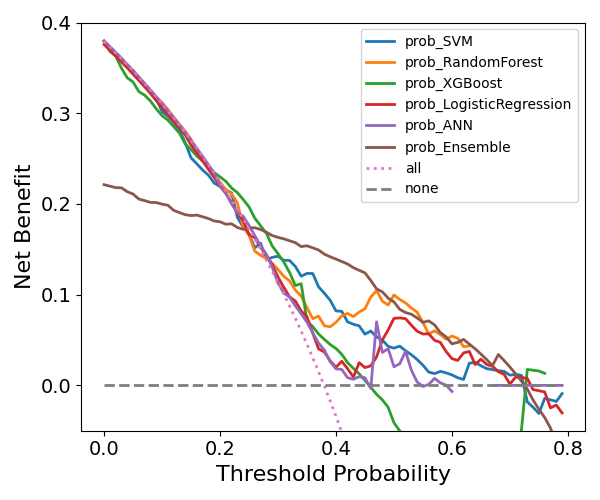 0.4
0.3
0.2
0.1
0.0
Net Benefit
prob_SVM
prob_RandomForest
prob_XGBoost
prob_LogisticRegression
prob_ANN
prob_Ensemble
all
none
0.0 0.2 0.4 0.6 0.8
Threshold Probability